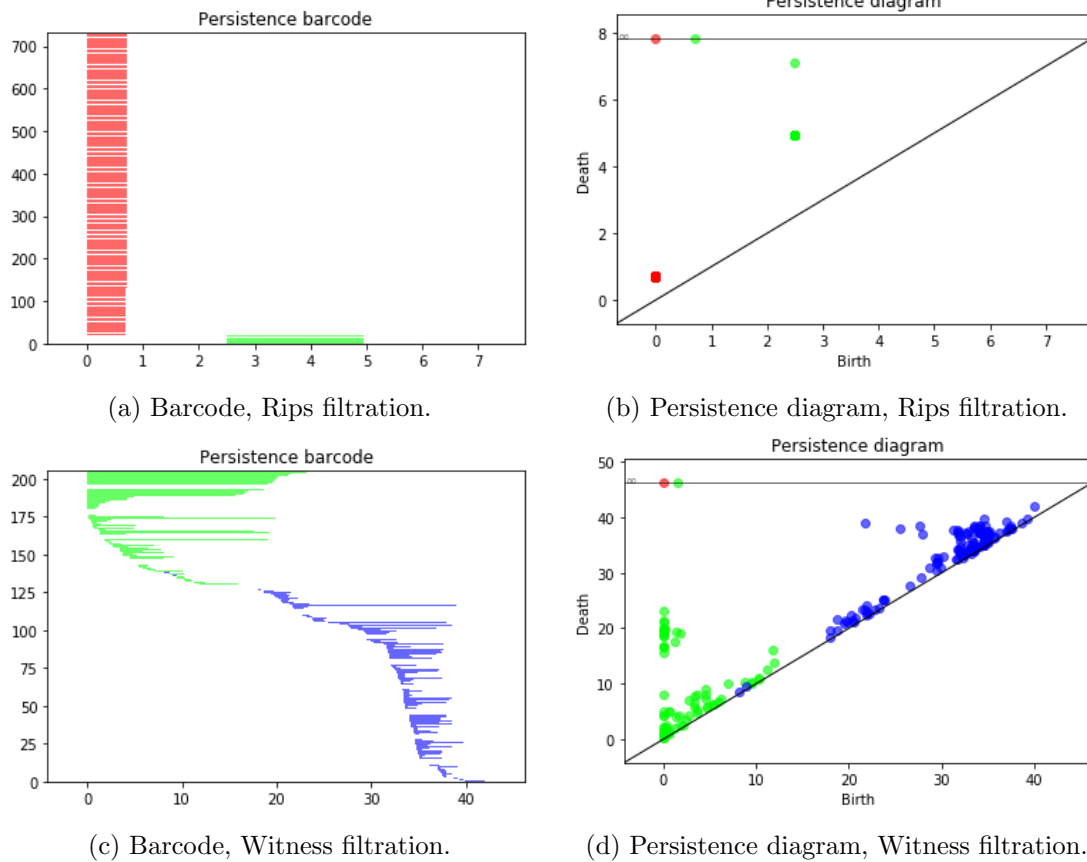 Persistence barcode
700
600
500
400
300
200
100
0
0 1 2 3 4 5 6 7
(a) Barcode, Rips filtration.
Persistence diagram
∞
8
6
4
2
0
Death
0 1 2 3 4 5 6 7
Birth
(b) Persistence diagram, Rips filtration.
Persistence barcode
200
175
150
125
100
75
50
25
0
0 10 20 30 40
(c) Barcode, Witness filtration.
Persistence diagram
50
∞
40
30
20
10
0
Death
0 10 20 30 40
Birth
(d) Persistence diagram, Witness filtration.